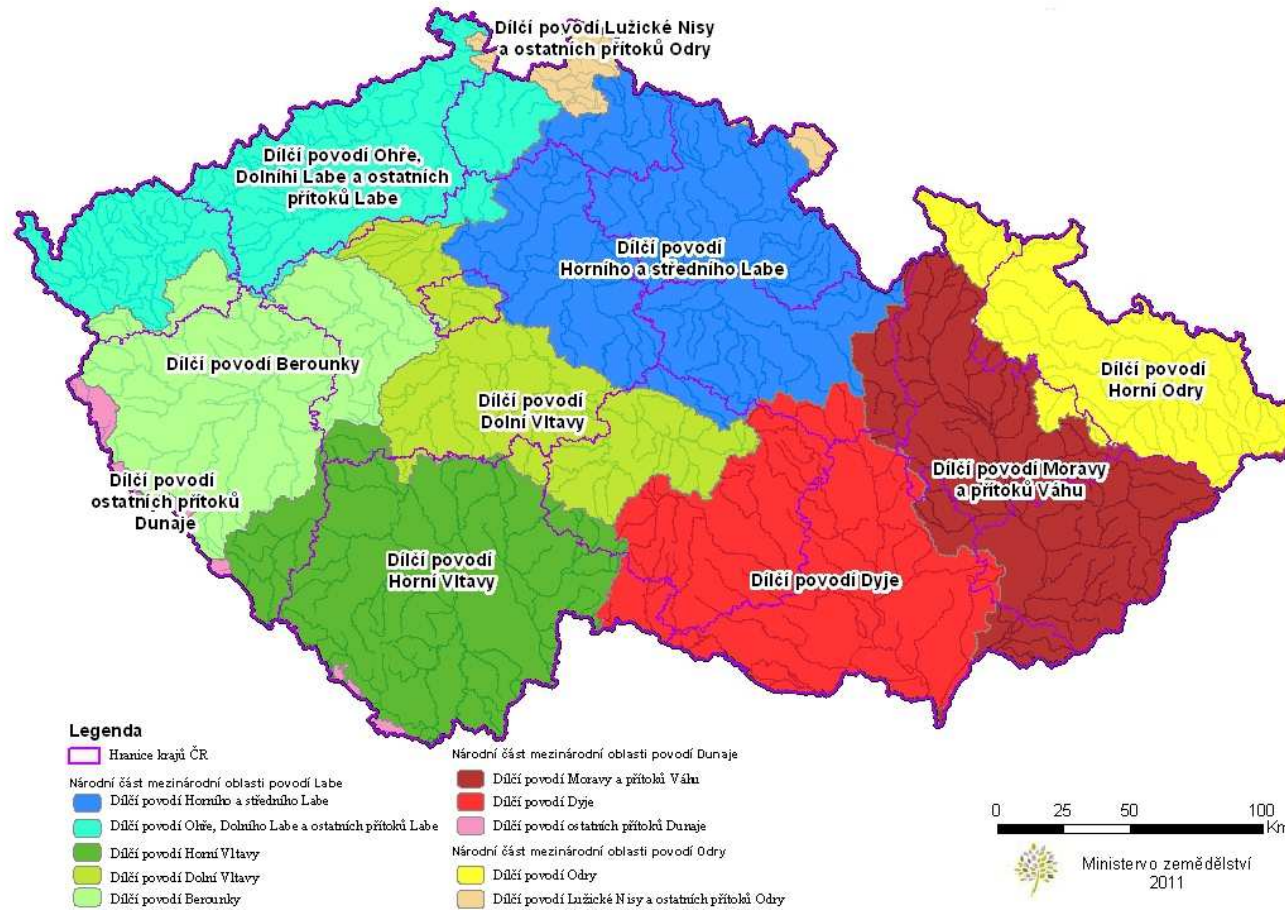 Dílčí povodí Lužické Nisy
a ostatních přítoků Odry
Dílčí povodí Ohře,
Dolníhi Labe a ostatních
přítoků Labe
Dílčí povodí
Horního a středního Labe
Dílčí povodí Berounky
Dílčí povodí
Dolní Vltavy
Dílčí povodí
Horní Odry
Dílčí povodí Moravy
a přítoků Váhu
Dílčí povodí
ostatních přítoků
Dunaje
Dílčí povodí
Horní Vltavy
Dílčí povodí Dyje
Legenda
Hranice krajů ČR
Národní část mezinárodní oblasti povodí Labe
Dílčí povodí Horního a středního Labe
Dílčí povodí Ohře, Dolního Labe a ostatních přítoků Labe
Dílčí povodí Horní Vltavy
Dílčí povodí Dolní Vltavy
Dílčí povodí Berounky
Národní část mezinárodní oblasti povodí Dunaje
Dílčí povodí Moravy a přítoků Váhu
Dílčí povodí Dyje
Dílčí povodí ostatních přítoků Dunaje
Národní část mezinárodní oblasti povodí Odry
Dílčí povodí Odry
Dílčí povodí Lužické Nisy a ostatních přítoků Odry
0 25 50 100
Km
Ministervo zemědělství
2011